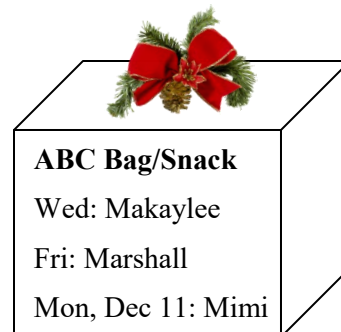 ABC Bag/Snack
Wed: Makaylee
Fri: Marshall
Mon, Dec 11: Mimi